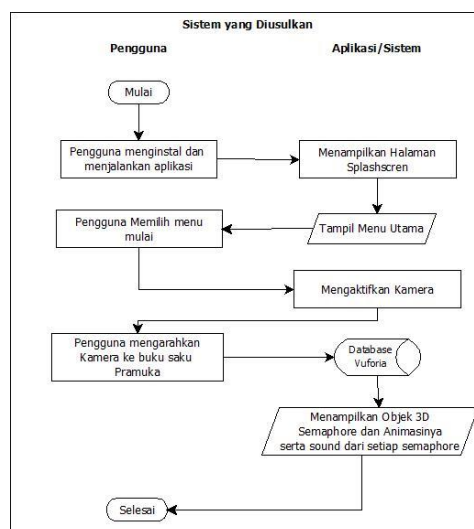 Sistem yang Diusulkan
Pengguna
Aplikasi/Sistem
Mulai
Pengguna menginstal dan
menjalankan aplikasi
Menampilkan Halaman
Splashscren
Tampil Menu Utama
Pengguna Memilih menu
mulai
Mengaktifkan Kamera
Pengguna mengarahkan
Kamera ke buku saku
Pramuka
Database
Vuforia
Menampilkan Objek 3D
Semaphore dan Animasinya
serta sound dari setiap semaphore
Selesai